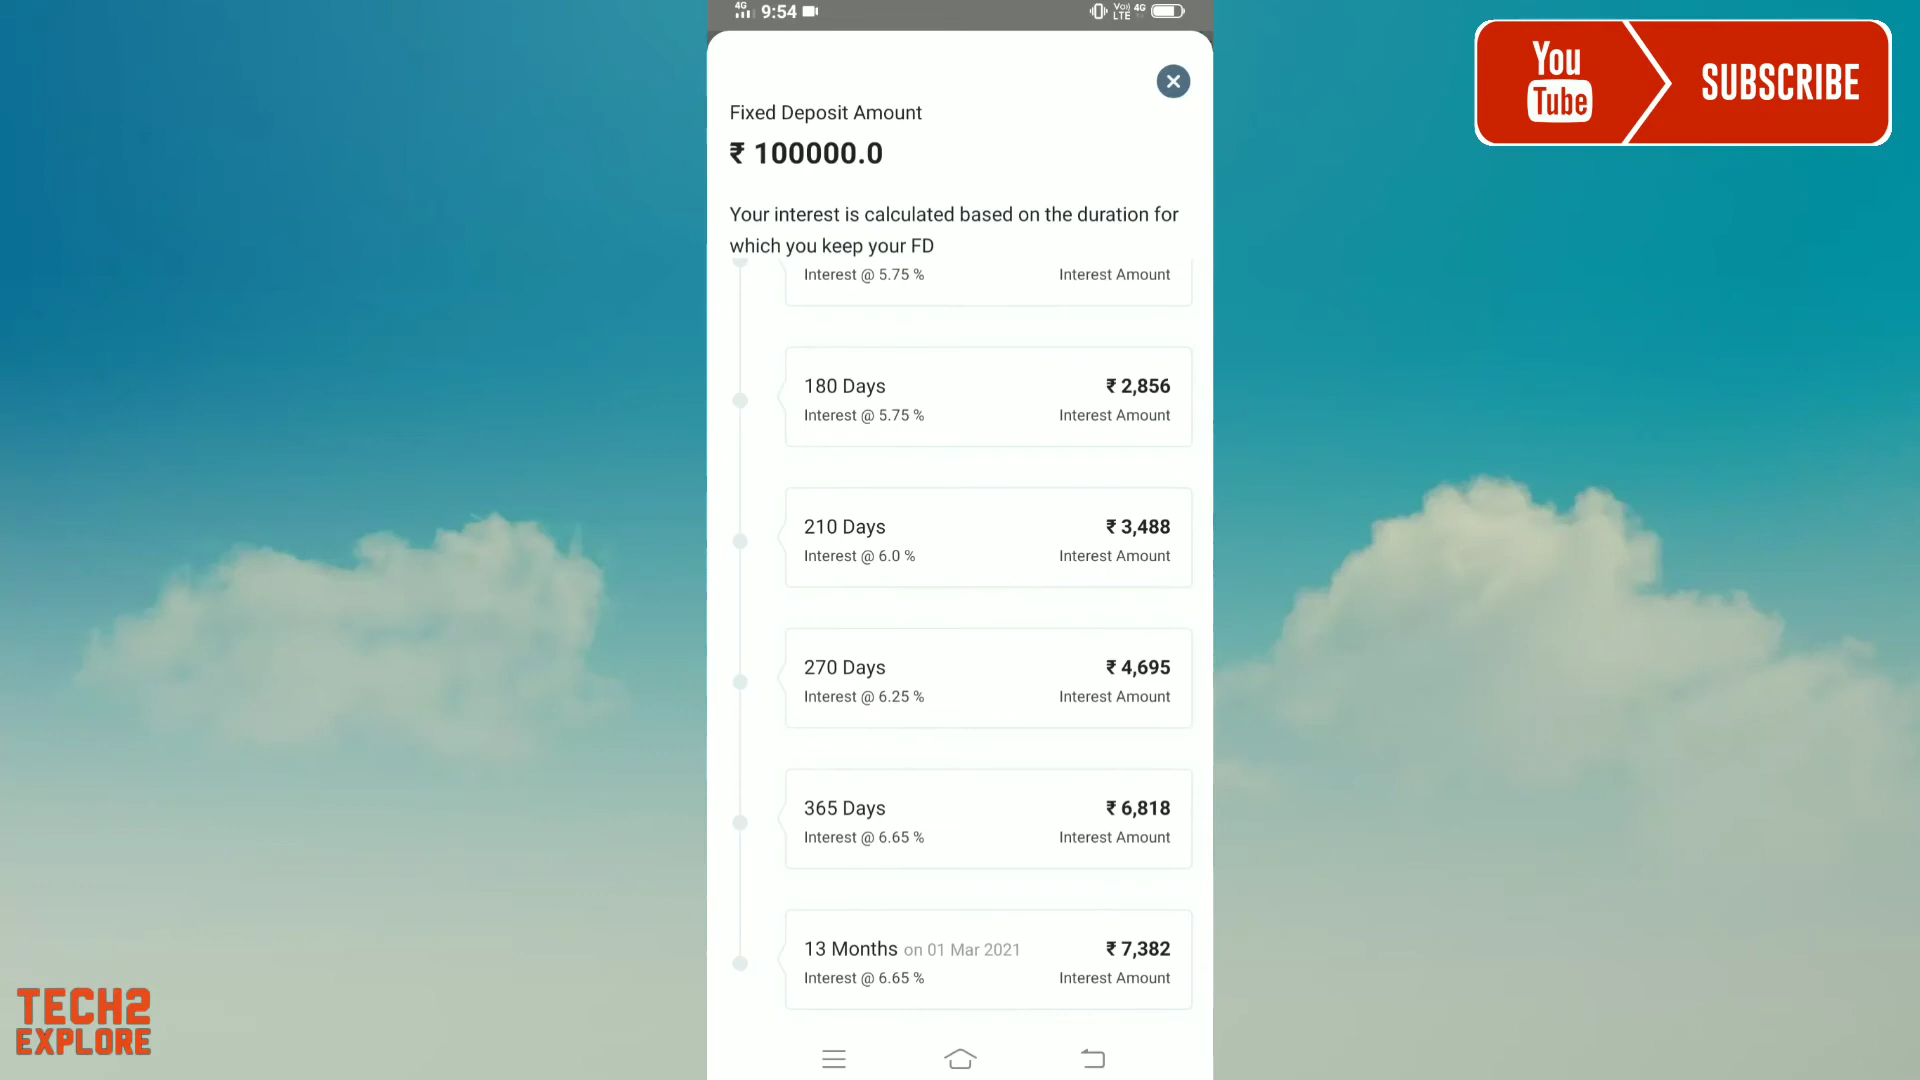 4G 9:54 Vo) LTE 4G
You Tube SUBSCRIBE
Fixed Deposit Amount
₹ 100000.0
Your interest is calculated based on the duration for
which you keep your FD
Interest @ 5.75 % Interest Amount
180 Days ₹ 2,856
Interest @ 5.75 % Interest Amount
210 Days ₹ 3,488
Interest @ 6.0 % Interest Amount
270 Days ₹ 4,695
Interest @ 6.25 % Interest Amount
365 Days ₹ 6,818
Interest @ 6.65 % Interest Amount
13 Months on 01 Mar 2021 ₹ 7,382
Interest @ 6.65 % Interest Amount
TECH2
EXPLORE